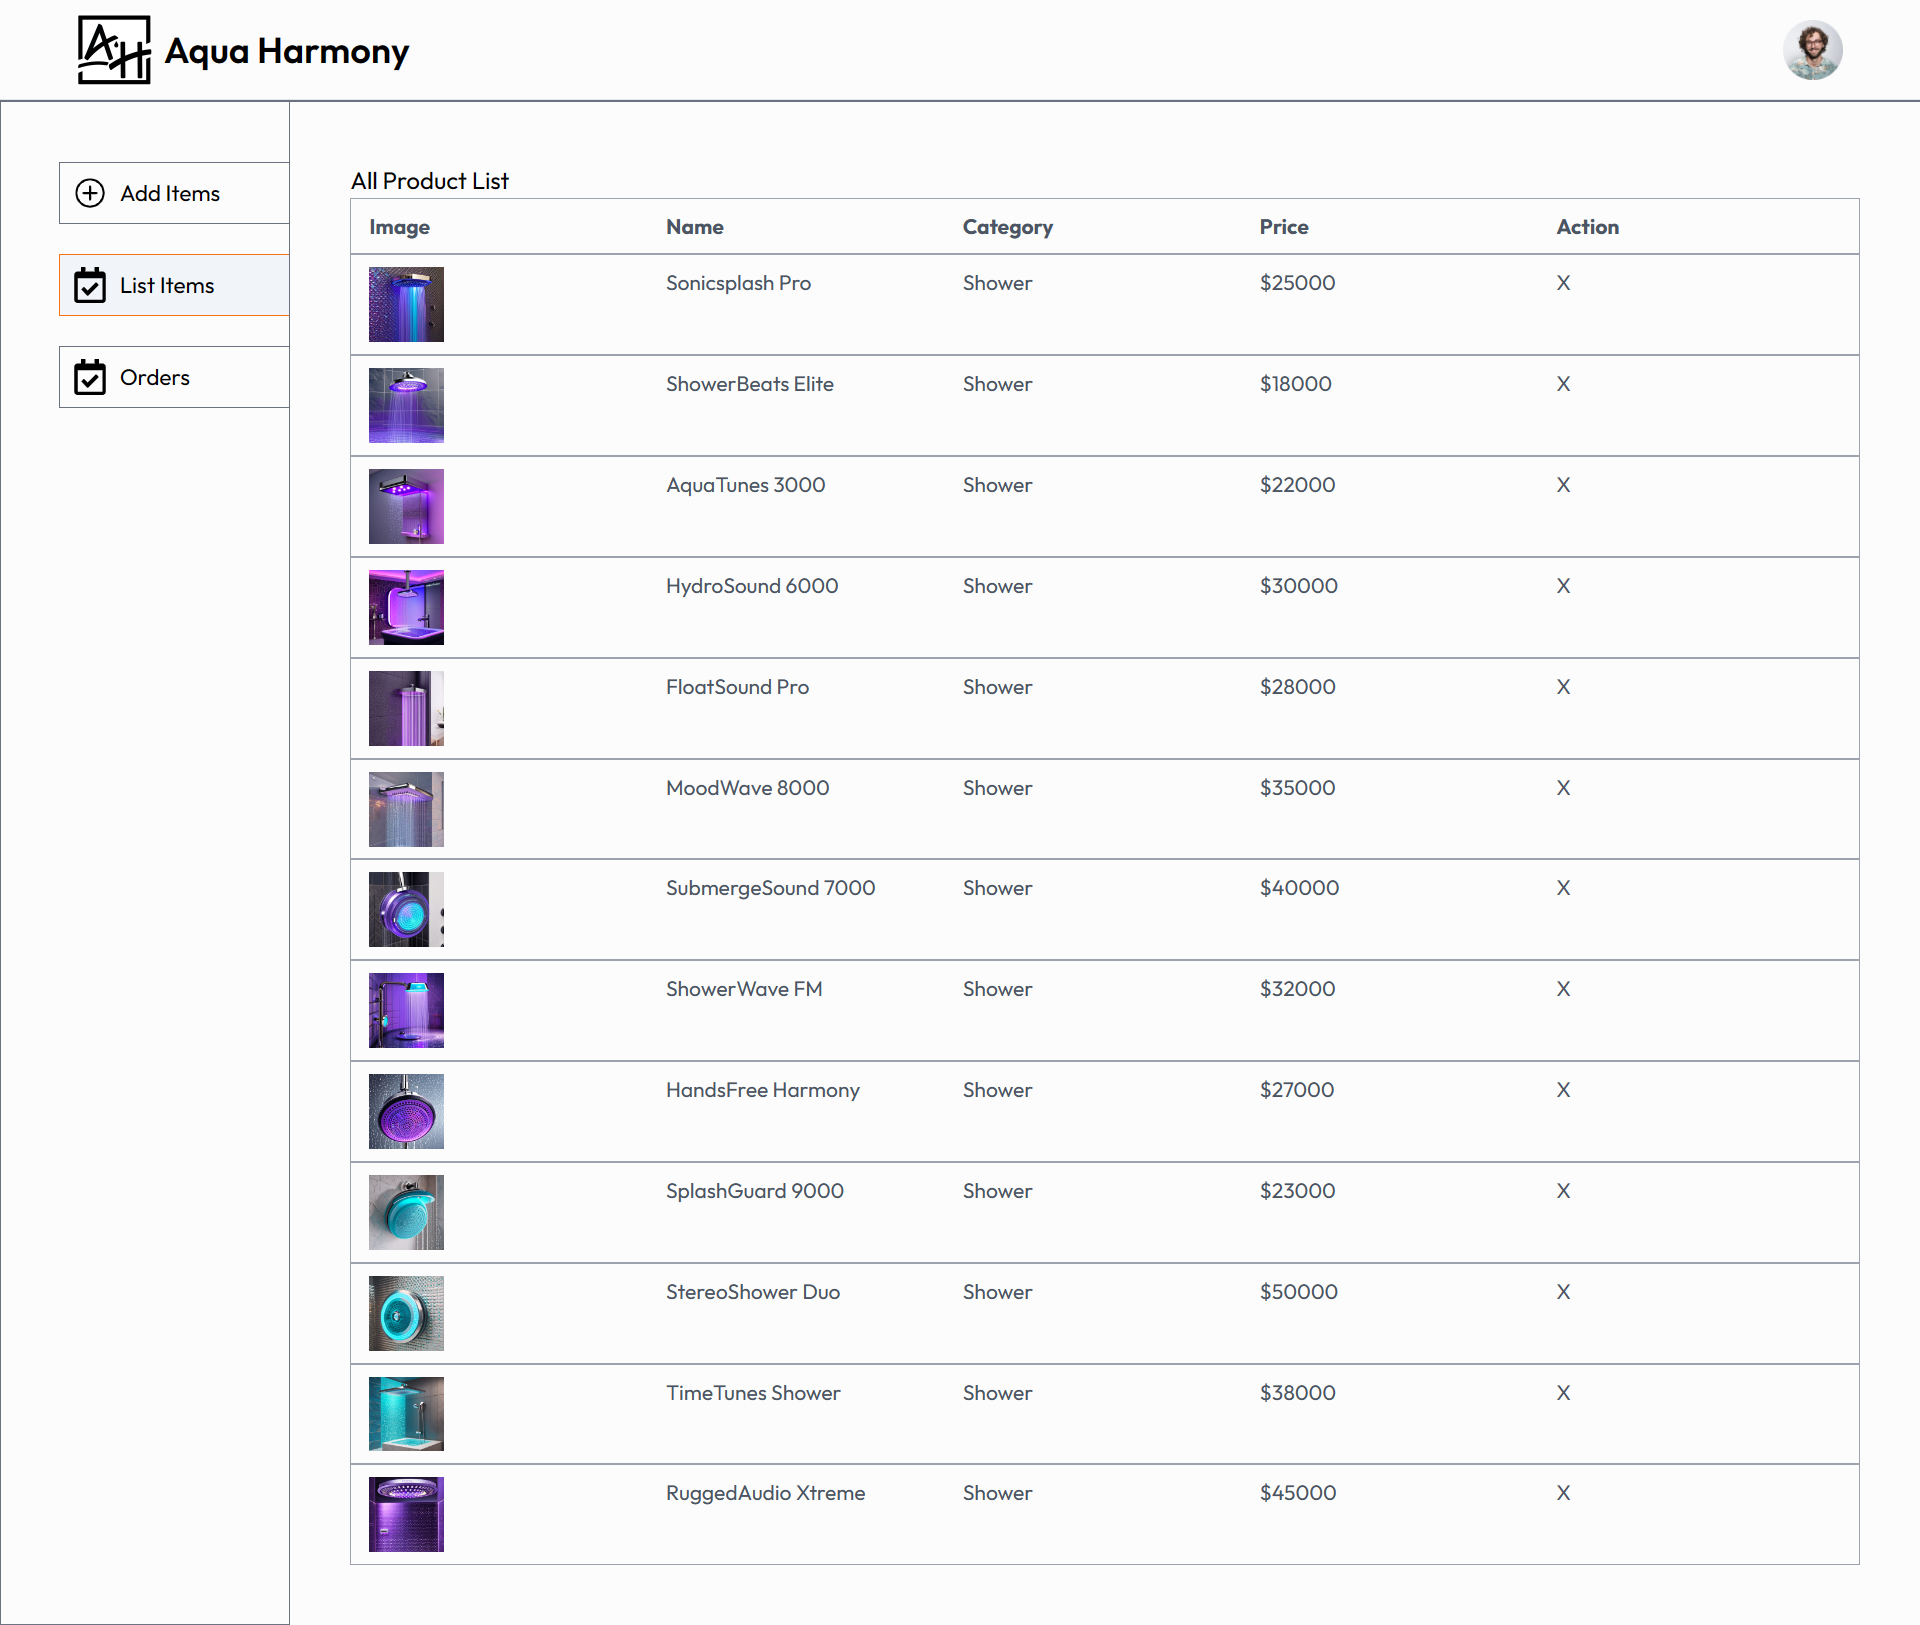 AH Aqua Harmony
Add Items
List Items
Orders
All Product List
Image Name Category Price Action
Sonicsplash Pro Shower $25000 X
ShowerBeats Elite Shower $18000 X
AquaTunes 3000 Shower $22000 X
HydroSound 6000 Shower $30000 X
FloatSound Pro Shower $28000 X
MoodWave 8000 Shower $35000 X
SubmergeSound 7000 Shower $40000 X
ShowerWave FM Shower $32000 X
HandsFree Harmony Shower $27000 X
SplashGuard 9000 Shower $23000 X
StereoShower Duo Shower $50000 X
TimeTunes Shower Shower $38000 X
RuggedAudio Xtreme Shower $45000 X